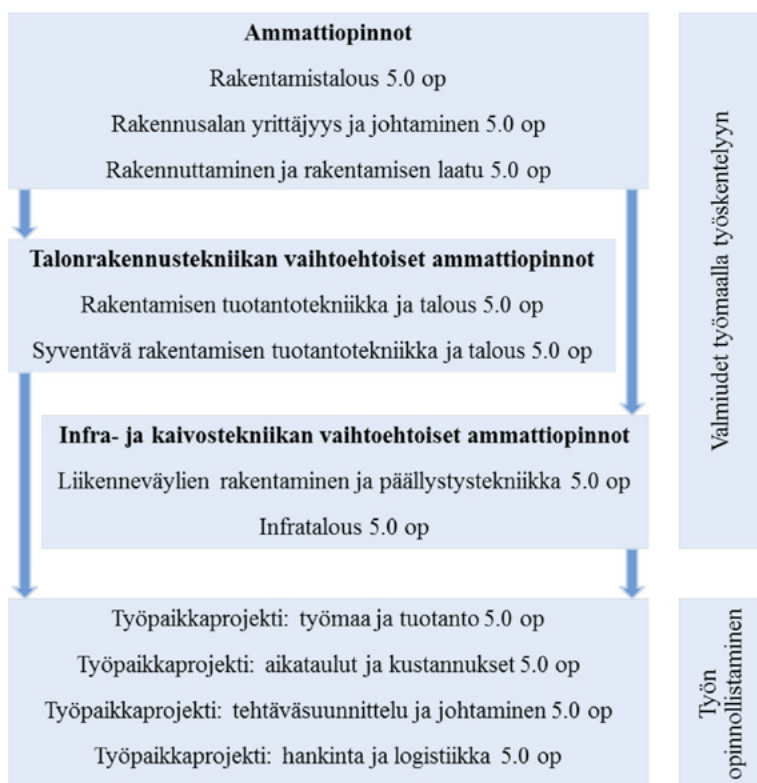 Ammattiopinnot
Rakentamistalous 5.0 op
Rakennusalan yrittäjyys ja johtaminen 5.0 op
Rakennuttaminen ja rakentamisen laatu 5.0 op
Talonrakennustekniikan vaihtoehtoiset ammattiopinnot
Rakentamisen tuotantotekniikka ja talous 5.0 op
Syventävä rakentamisen tuotantotekniikka ja talous 5.0 op
Infra- ja kaivostekniikan vaihtoehtoiset ammattiopinnot
Liikenneväylien rakentaminen ja päällystystekniikka 5.0 op
Infratalous 5.0 op
Valmiudet työmaalla työskentelyyn
Työpaikkaprojekti: työmaa ja tuotanto 5.0 op
Työpaikkaprojekti: aikataulut ja kustannukset 5.0 op
Työpaikkaprojekti: tehtäväsuunnittelu ja johtaminen 5.0 op
Työpaikkaprojekti: hankinta ja logistiikka 5.0 op
Työn
opinnollistaminen